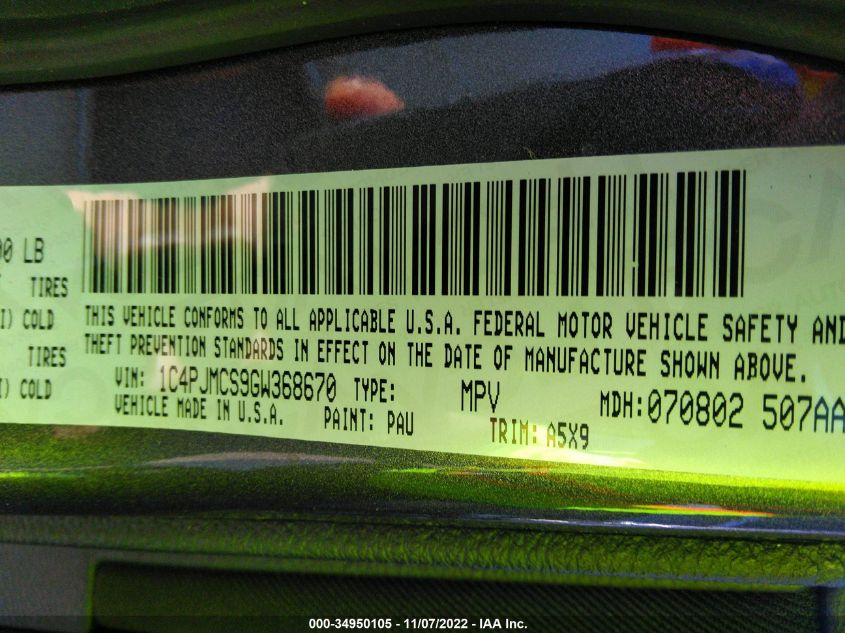 00 LB
TIRES
I) COLD
TIRES
I) COLD
THIS VEHICLE CONFORMS TO ALL APPLICABLE U.S.A. FEDERAL MOTOR VEHICLE SAFETY AND
THEFT PREVENTION STANDARDS IN EFFECT ON THE DATE OF MANUFACTURE SHOWN ABOVE.
VIN: 1C4PJMCS9GW368670 TYPE: MPV MDH:070802 507AA
VEHICLE MADE IN U.S.A. PAINT: PAU TRIM: A5X9
000-34950105 - 11/07/2022 - IAA Inc.